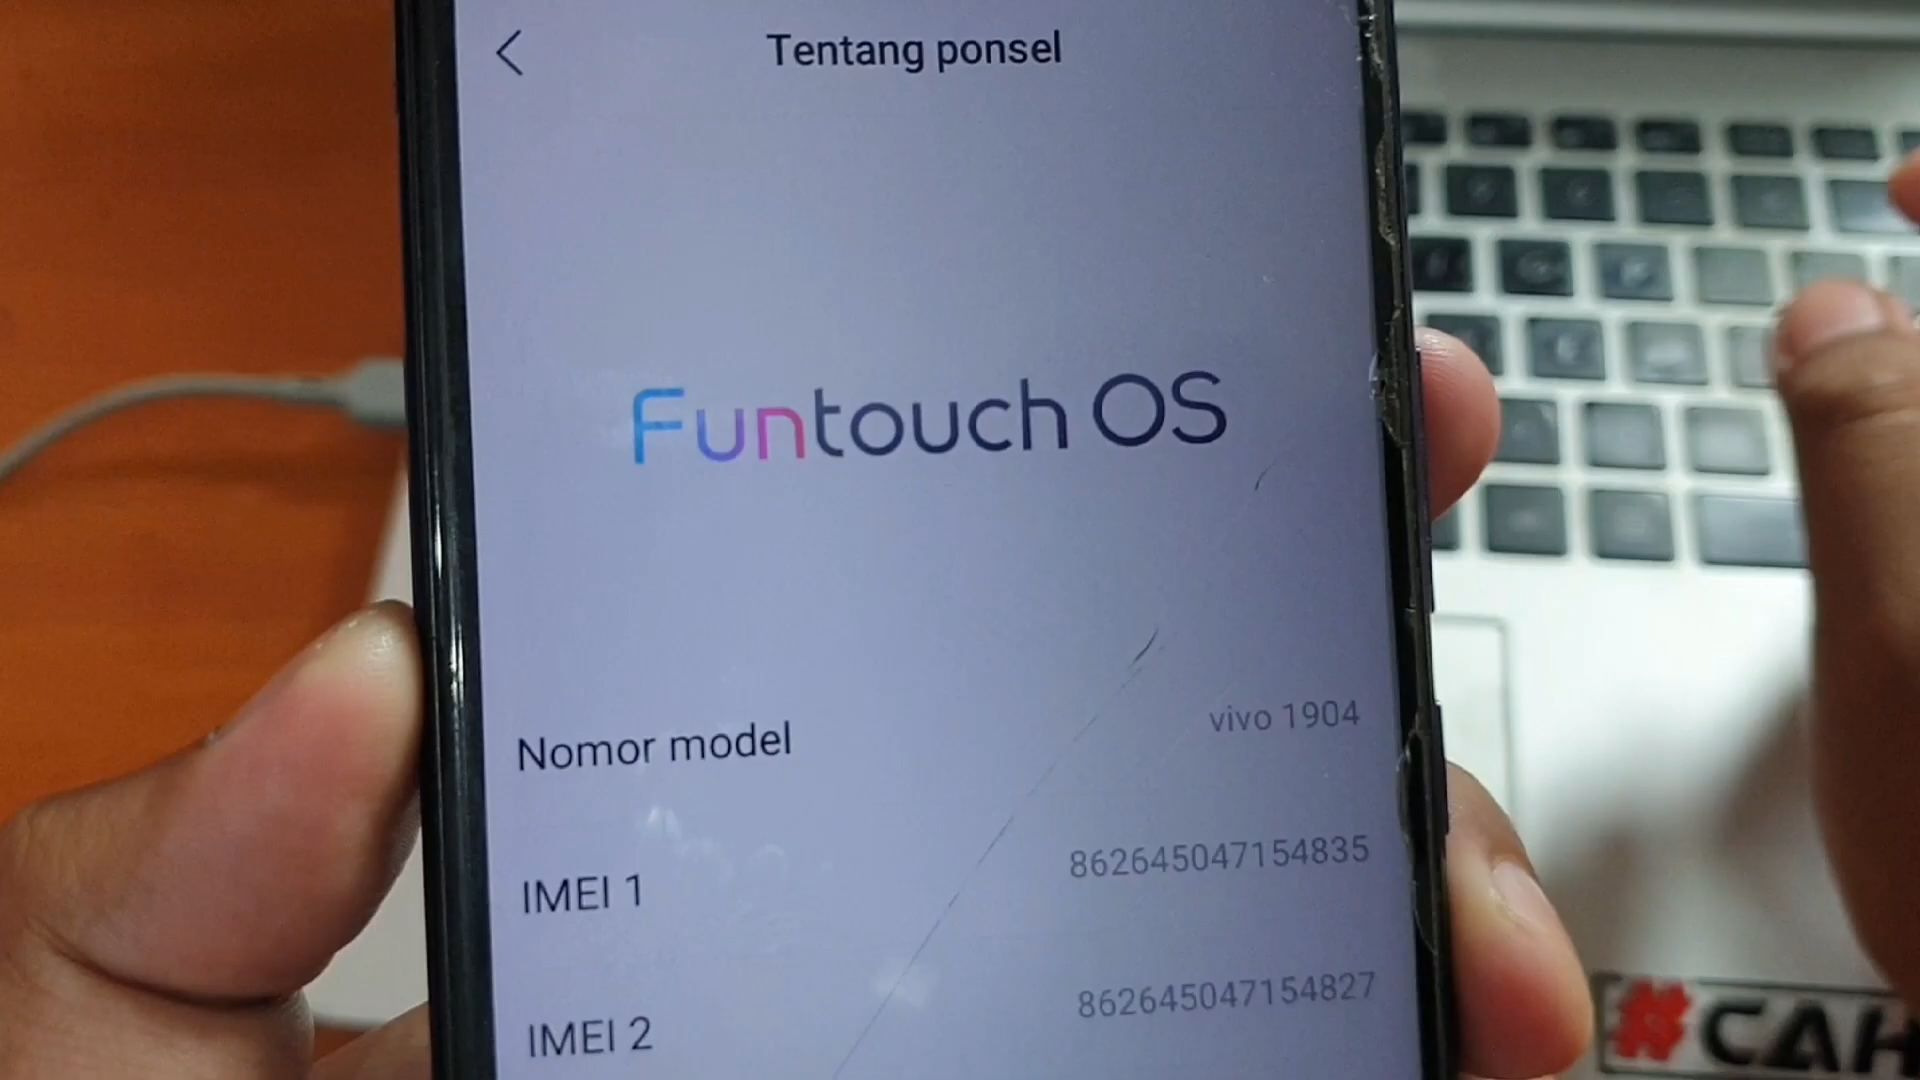 Tentang ponsel
Funtouch OS
Nomor model
vivo 1904
IMEI 1
862645047154835
IMEI 2
862645047154827
#CAH